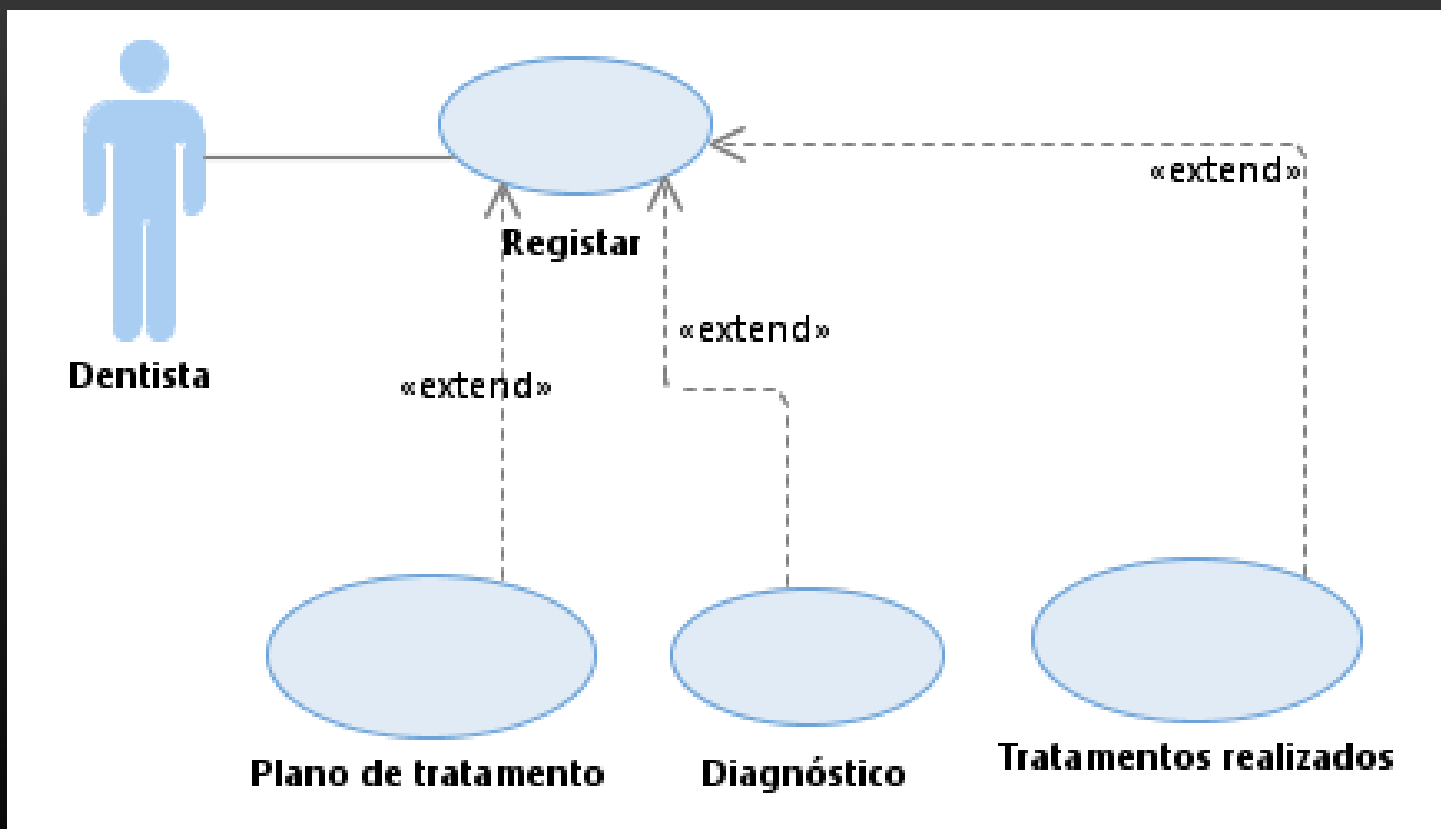 «extend»
Registar
«extend»
Dentista
«extend»
Plano de tratamento
Diagnóstico
Tratamentos realizados